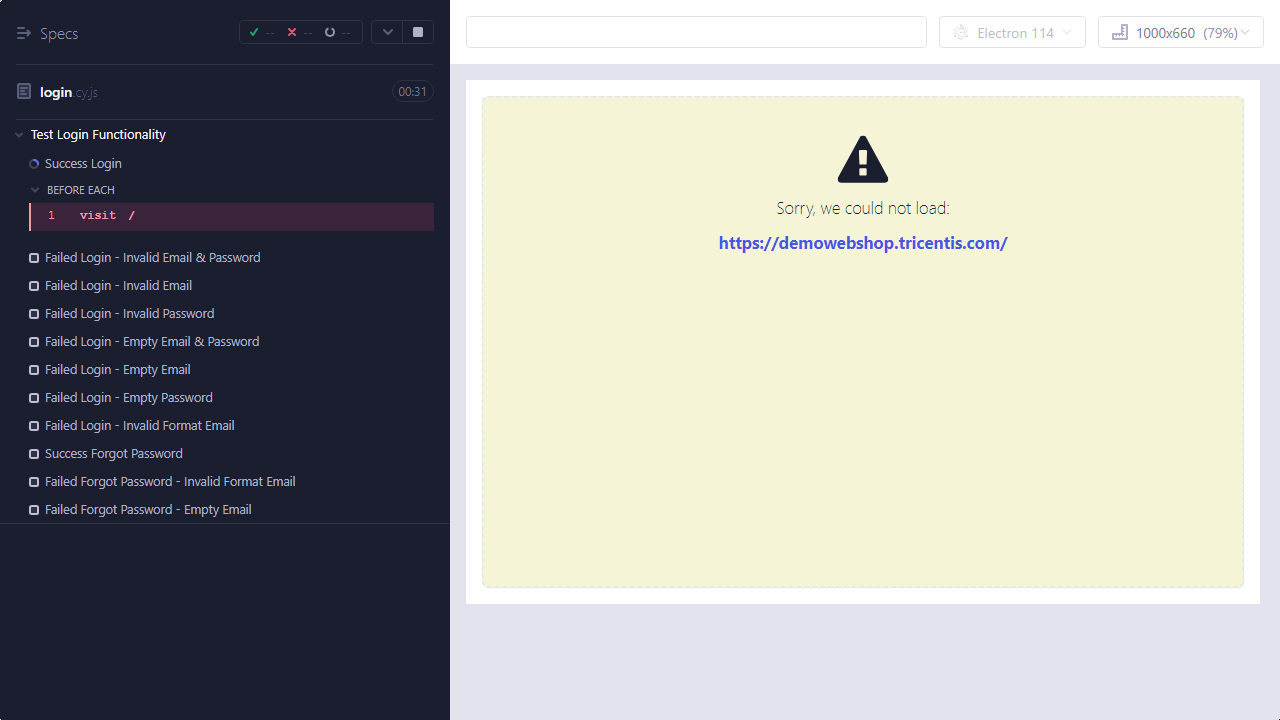 Specs
--
--
--
login.cy.js
00:31
Test Login Functionality
Success Login
BEFORE EACH
1 visit /
Failed Login - Invalid Email & Password
Failed Login - Invalid Email
Failed Login - Invalid Password
Failed Login - Empty Email & Password
Failed Login - Empty Email
Failed Login - Empty Password
Failed Login - Invalid Format Email
Success Forgot Password
Failed Forgot Password - Invalid Format Email
Failed Forgot Password - Empty Email
Electron 114
1000x660 (79%)
Sorry, we could not load:
https://demowebshop.tricentis.com/